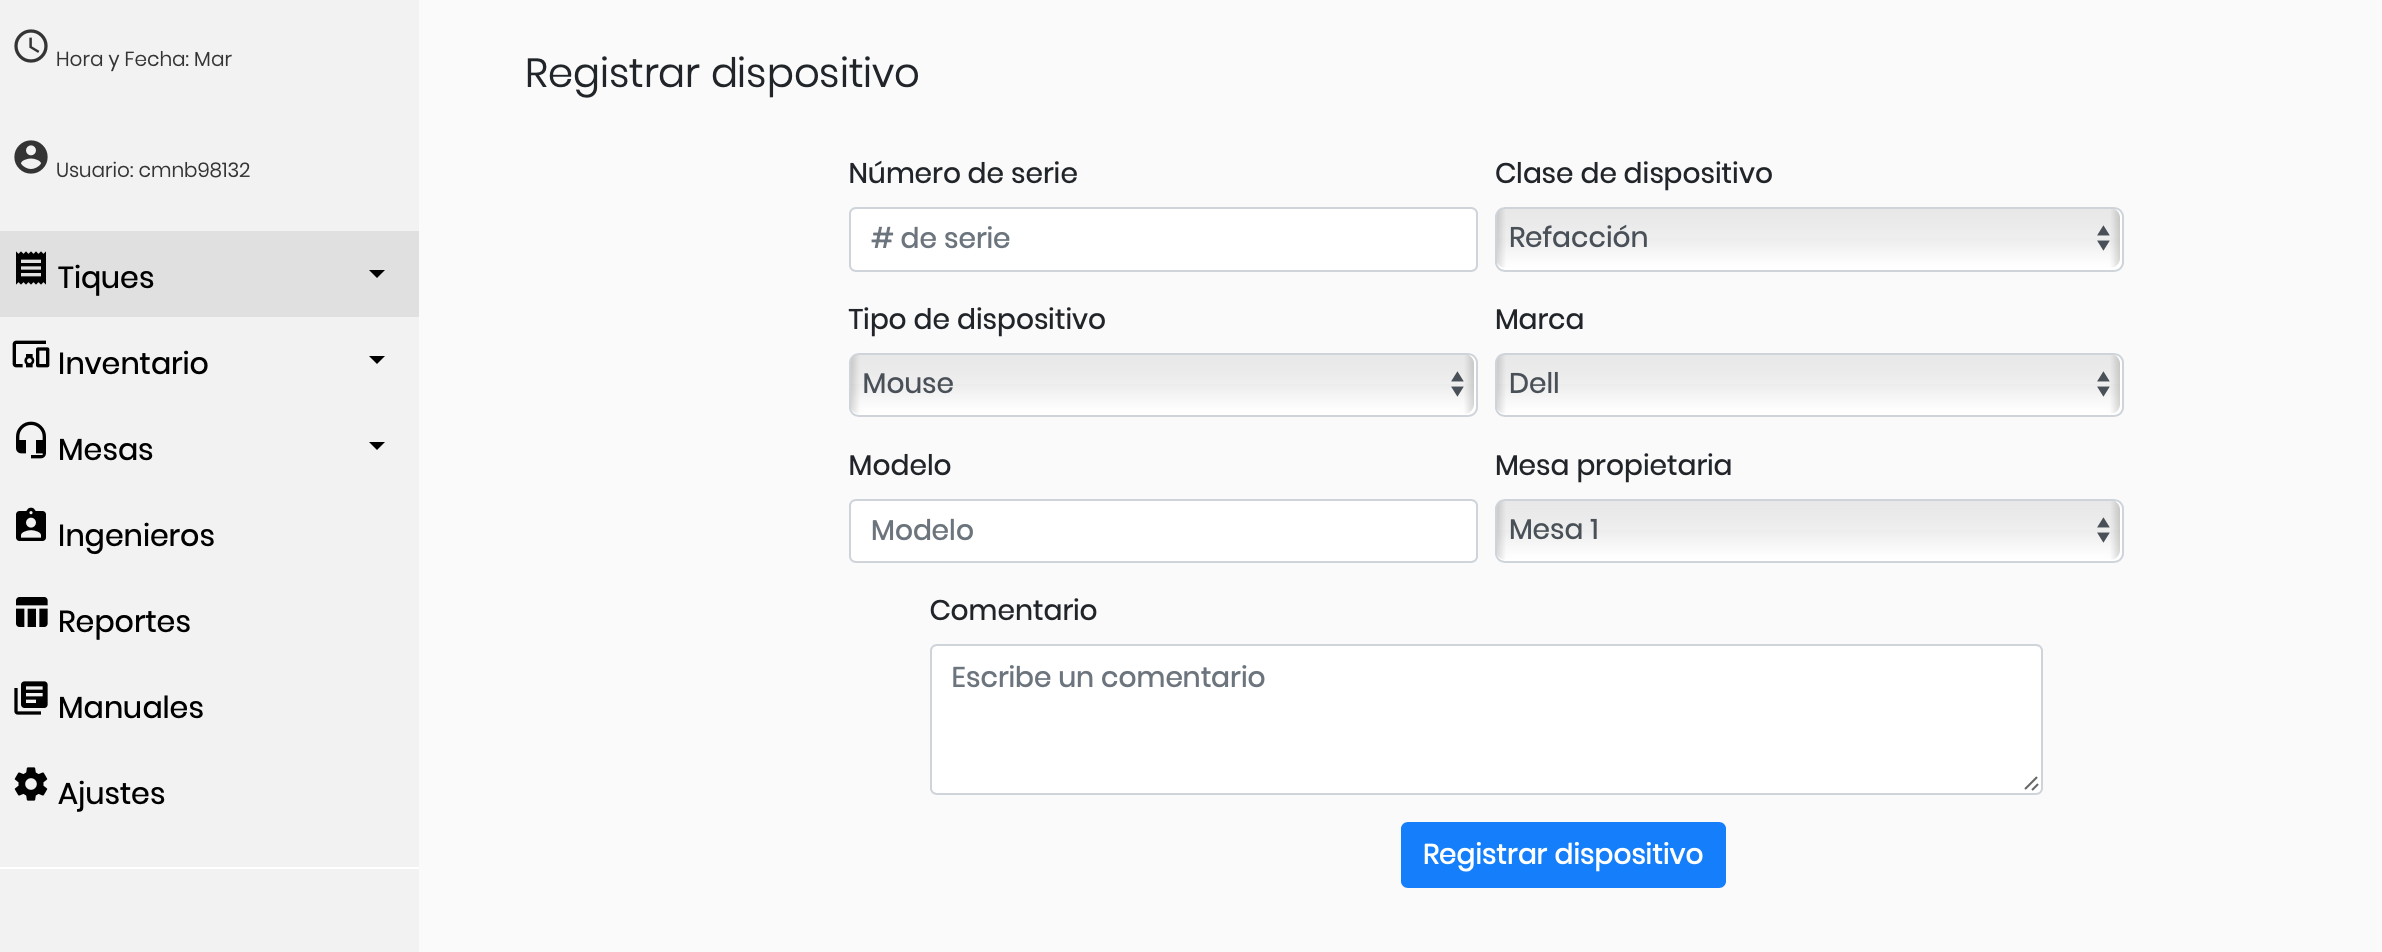 Hora y Fecha: Mar
Usuario: cmnb98132
Tiques
Inventario
Mesas
Ingenieros
Reportes
Manuales
Ajustes
Registrar dispositivo
Número de serie
# de serie
Clase de dispositivo
Refacción
Tipo de dispositivo
Mouse
Marca
Dell
Modelo
Modelo
Mesa propietaria
Mesa 1
Comentario
Escribe un comentario
Registrar dispositivo